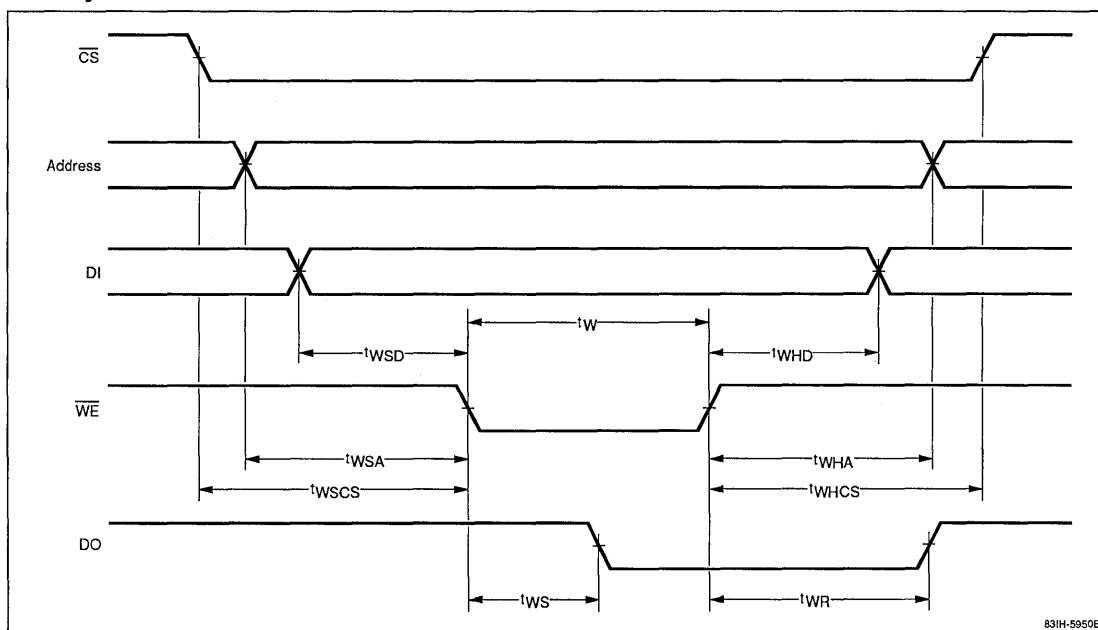 CS
Address
DI
tW
tWSD
tWHD
WE
tWSA
tWHA
tWSCS
tWHCS
DO
tWS
tWR
83IH-5950B